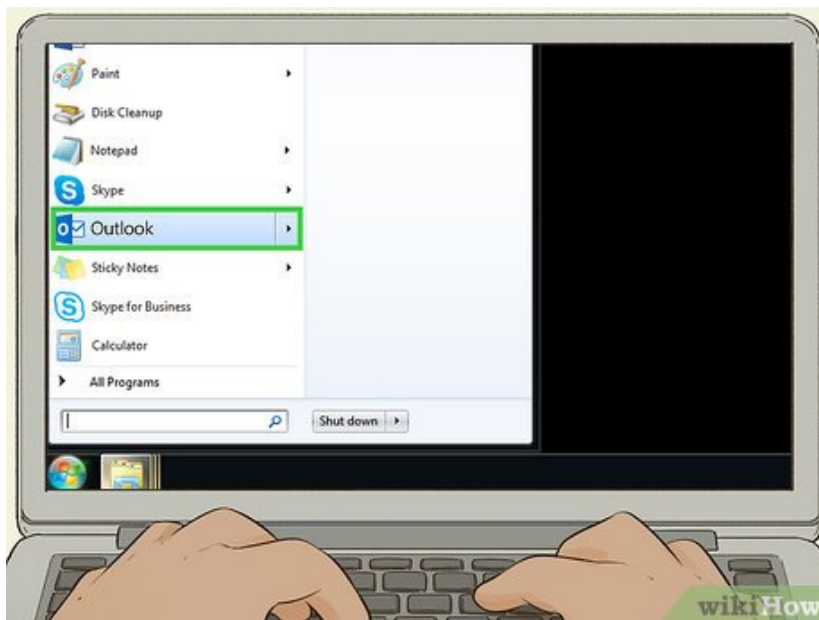 Paint
Disk Cleanup
Notepad
Skype
Outlook
Sticky Notes
Skype for Business
Calculator
All Programs
Shut down
wikiHow